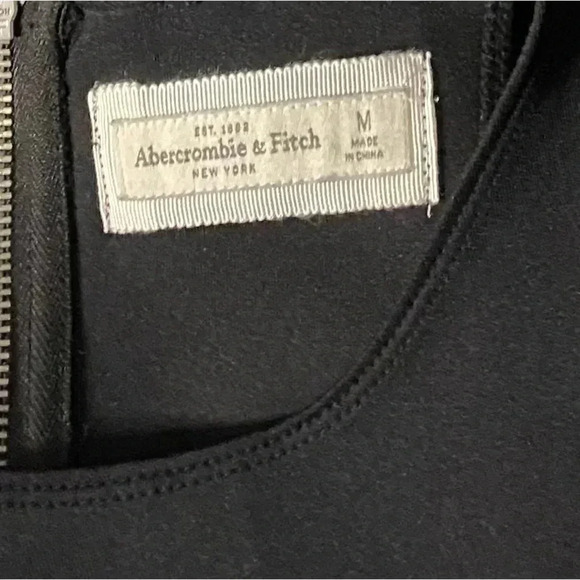 EST. 1892
Abercrombie & Fitch
NEW YORK
M
MADE
IN CHINA